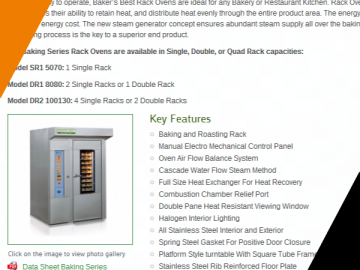 to operate, Baker's Best Rack Ovens are ideal for any Bakery or Restaurant Kitchen. Rack Ove
their ability to retain heat, and distribute heat evenly through the entire product area. The energy
energy cost. The new steam generator concept ensures abundant steam supply all over the bakin
process is the key to a superior end product.
Baking Series Rack Ovens are available in Single, Double, or Quad Rack capacities:
Model SR1 5070: 1 Single Rack
Model DR1 8080: 2 Single Racks or 1 Double Rack
Model DR2 100130: 4 Single Racks or 2 Double Racks
Key Features
Baking and Roasting Rack
Manual Electro Mechanical Control Panel
Oven Air Flow Balance System
Cascade Water Flow Steam Method
Full Size Heat Exchanger For Heat Recovery
Combustion Chamber Relief Port
Double Pane Heat Resistant Viewing Window
Halogen Interior Lighting
All Stainless Steel Interior and Exterior
Spring Steel Gasket For Positive Door Closure
Platform Style turntable With Square Tube Frame
Stainless Steel Rib Reinforced Floor Plate
Click on the image to view photo gallery
Data Sheet Baking Series